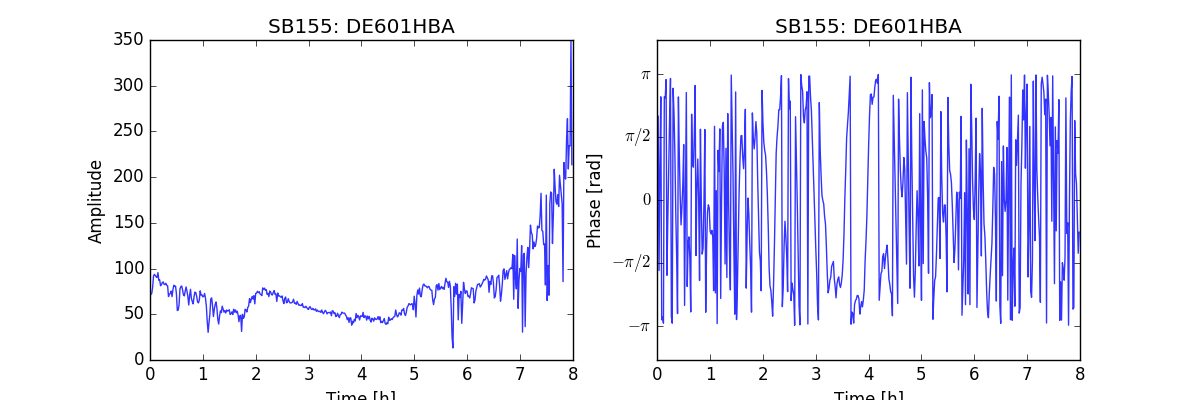 SB155: DE601HBA
350
300
250
200
150
100
50
0
Amplitude
0 1 2 3 4 5 6 7 8
Time [h]
SB155: DE601HBA
π
π/2
0
−π/2
−π
Phase [rad]
0 1 2 3 4 5 6 7 8
Time [h]